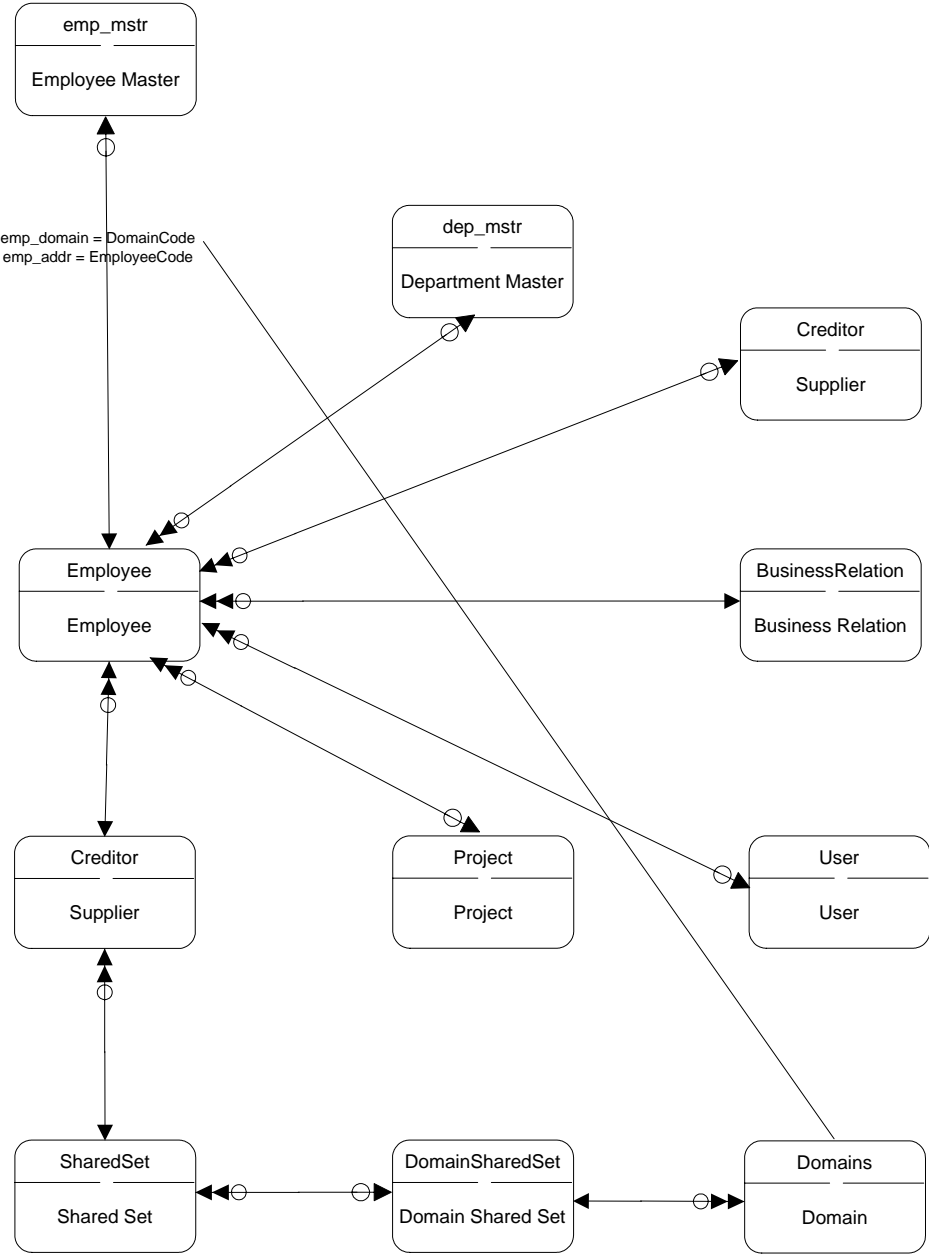 emp_mstr
Employee Master
emp_domain = DomainCode
emp_addr = EmployeeCode
dep_mstr
Department Master
Creditor
Supplier
Employee
Employee
BusinessRelation
Business Relation
Creditor
Supplier
Project
Project
User
User
SharedSet
Shared Set
DomainSharedSet
Domain Shared Set
Domains
Domain